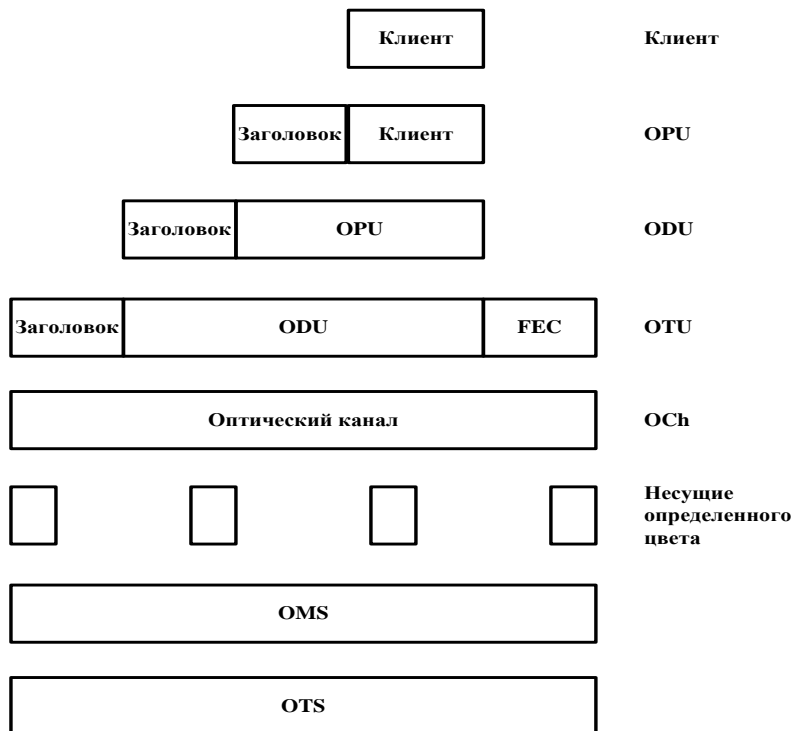 Клиент Клиент
Заголовок Клиент OPU
Заголовок OPU ODU
Заголовок ODU FEC OTU
Оптический канал OCh
Несущие
определенного
цвета
OMS
OTS